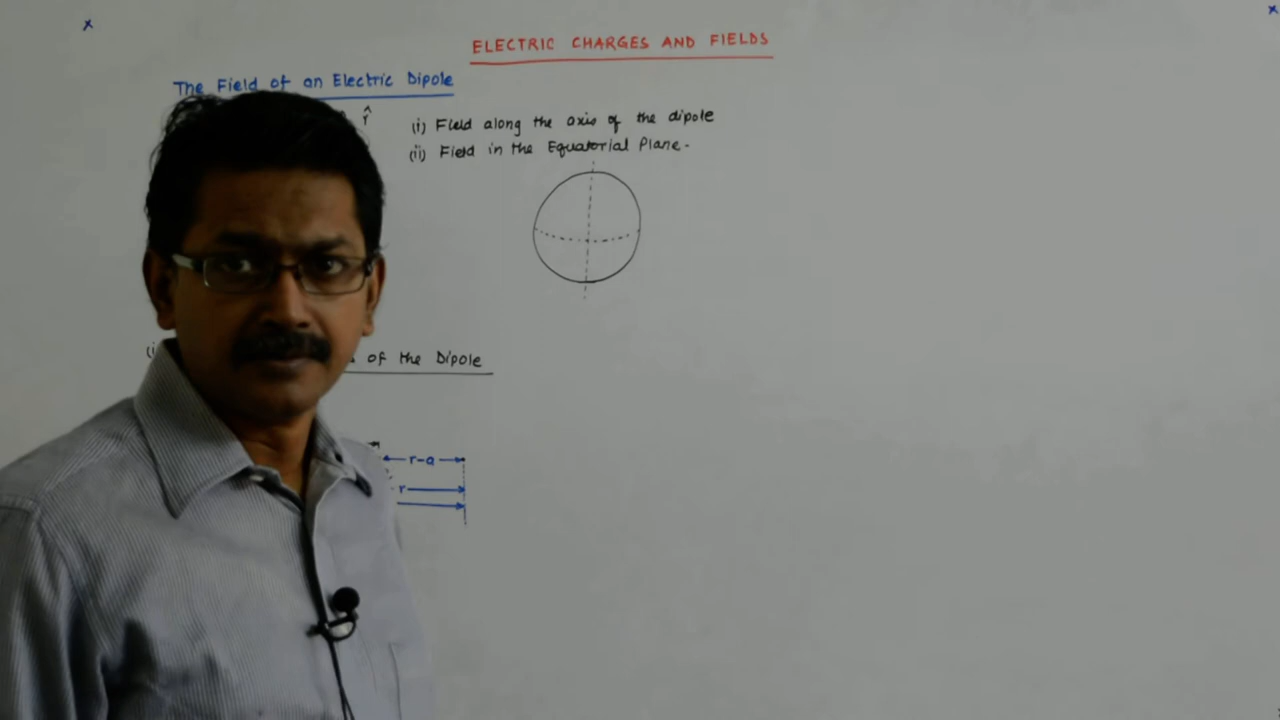 x
x
ELECTRIC CHARGES AND FIELDS
The Field of an Electric Dipole
r̂
(i) Field along the axis of the dipole
(ii) Field in the Equatorial Plane.
of the Dipole
r-a
r